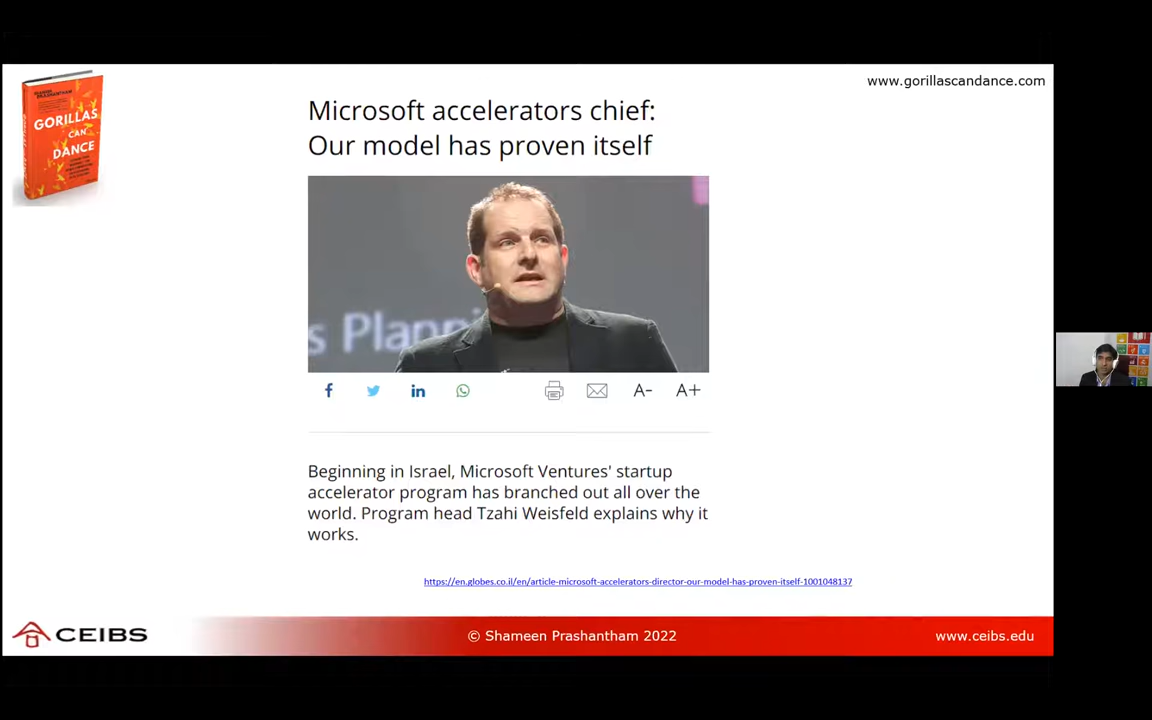 www.gorillascandance.com
GORILLAS
CAN
DANCE
Microsoft accelerators chief:
Our model has proven itself
s Planni
f
in
A-
A+
Beginning in Israel, Microsoft Ventures' startup
accelerator program has branched out all over the
world. Program head Tzahi Weisfeld explains why it
works.
https://en.globes.co.il/en/article-microsoft-accelerators-director-our-model-has-proven-itself-1001048137
CEIBS
© Shameen Prashantham 2022
www.ceibs.edu